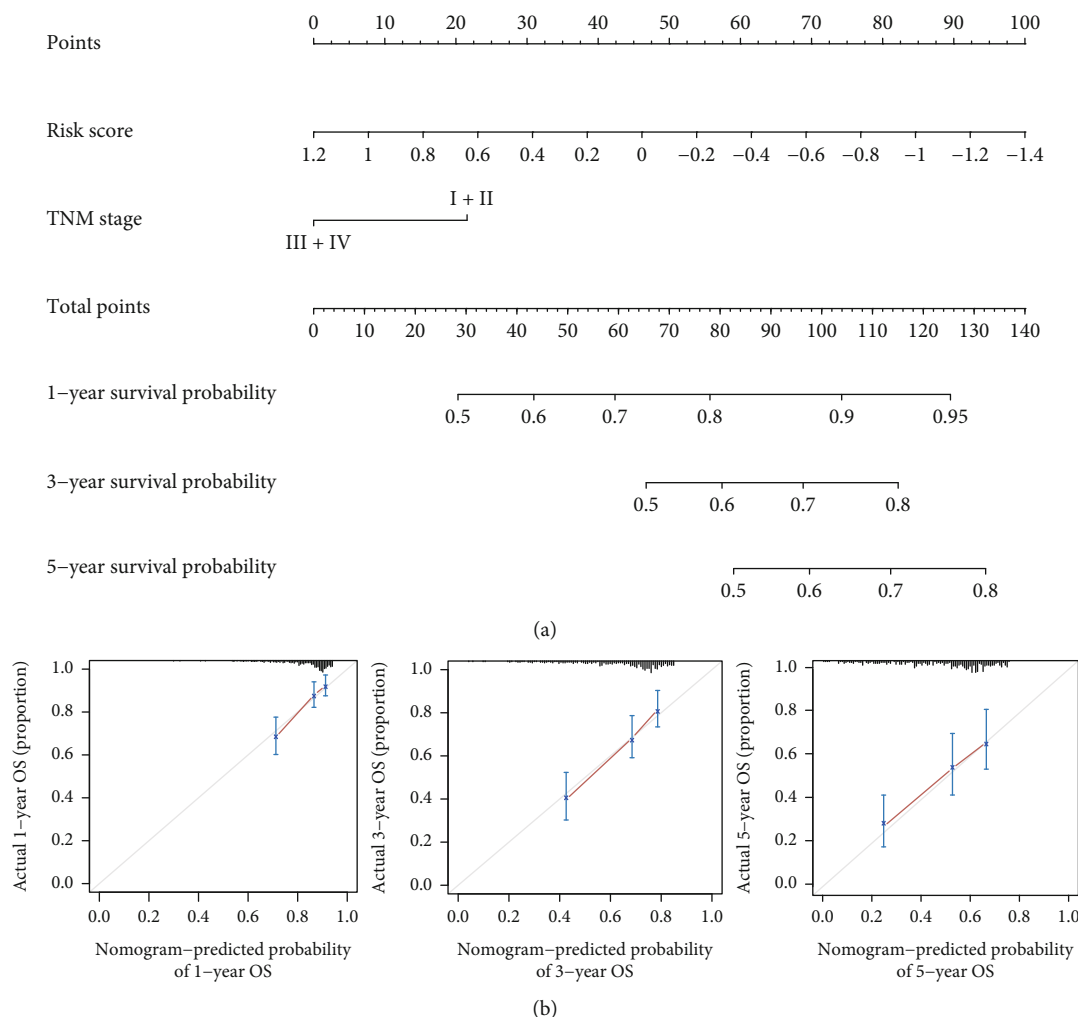 Points
0 10 20 30 40 50 60 70 80 90 100
Risk score
1.2 1 0.8 0.6 0.4 0.2 0 −0.2 −0.4 −0.6 −0.8 −1 −1.2 −1.4
TNM stage
I + II
III + IV
Total points
0 10 20 30 40 50 60 70 80 90 100 110 120 130 140
1−year survival probability
0.5 0.6 0.7 0.8 0.9 0.95
3−year survival probability
0.5 0.6 0.7 0.8
5−year survival probability
0.5 0.6 0.7 0.8
(a)
Actual 1−year OS (proportion)
1.0
0.8
0.6
0.4
0.2
0.0
0.0 0.2 0.4 0.6 0.8 1.0
Nomogram−predicted probability
of 1−year OS
Actual 3−year OS (proportion)
1.0
0.8
0.6
0.4
0.2
0.0
0.0 0.2 0.4 0.6 0.8 1.0
Nomogram−predicted probability
of 3−year OS
Actual 5−year OS (proportion)
1.0
0.8
0.6
0.4
0.2
0.0
0.0 0.2 0.4 0.6 0.8 1.0
Nomogram−predicted probability
of 5−year OS
(b)